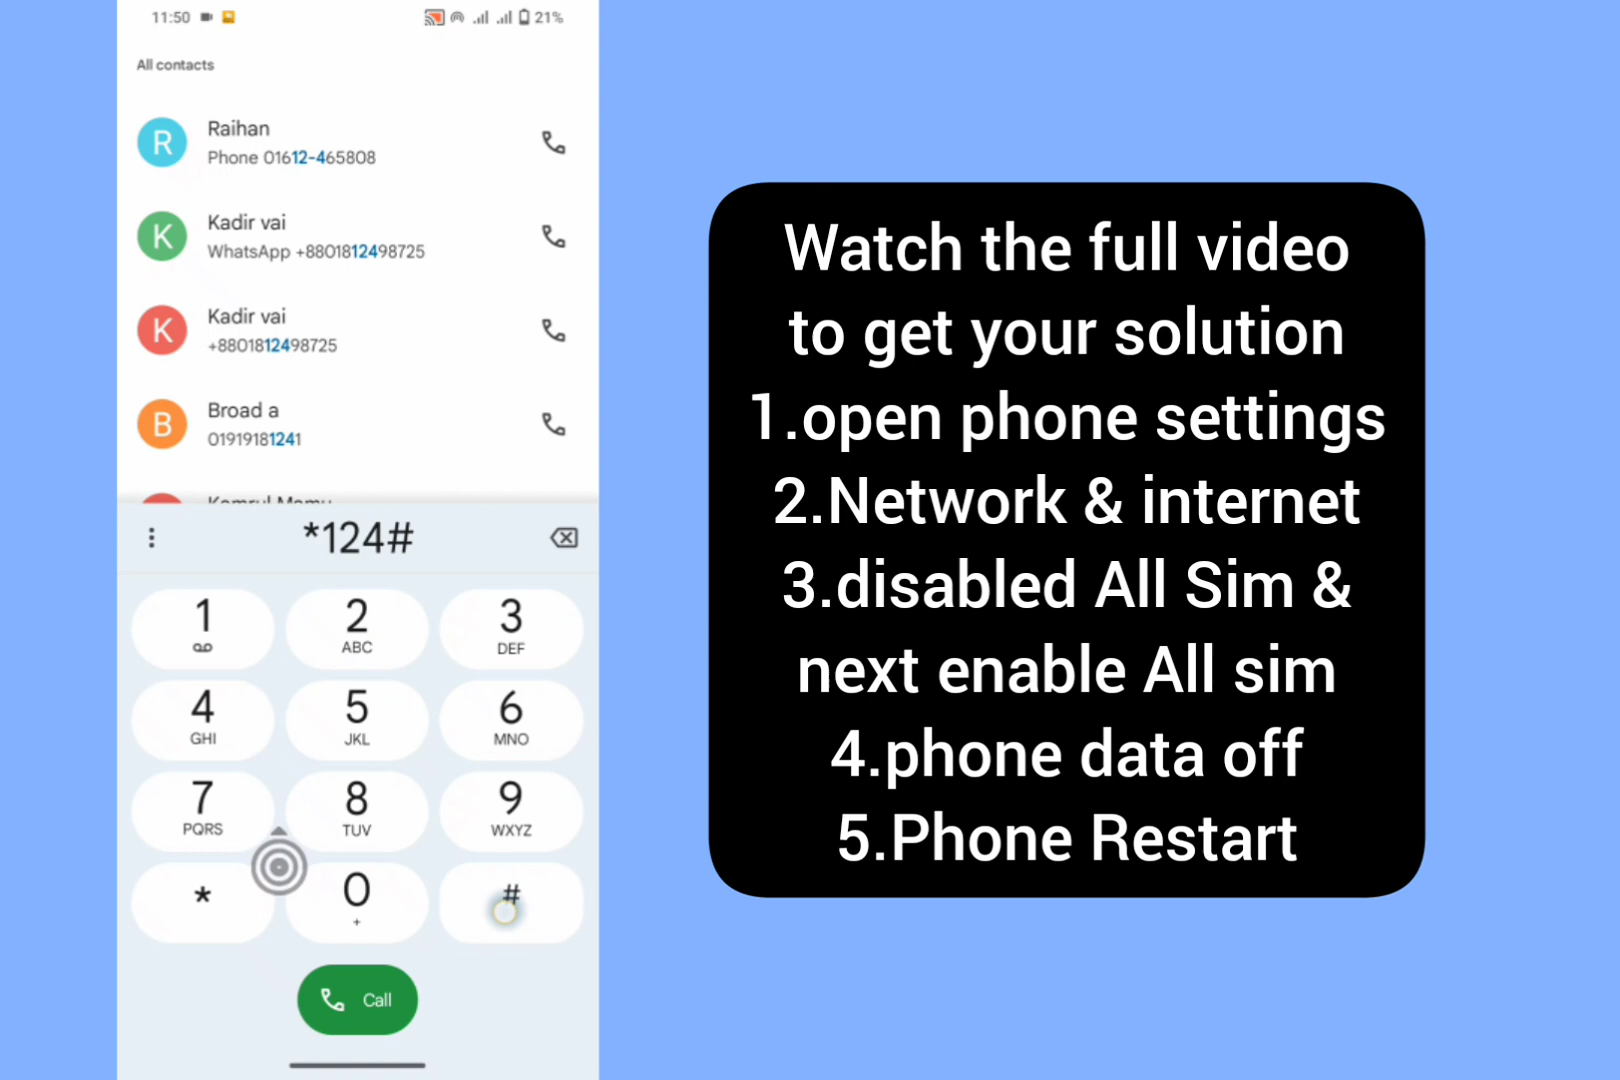 11:50
21%
All contacts
R
Raihan
Phone 01612-465808
K
Kadir vai
WhatsApp +8801812498725
K
Kadir vai
+8801812498725
B
Broad a
01919181241
Kamrul Mamu
*124#
1
2
ABC
3
DEF
4
GHI
5
JKL
6
MNO
7
PQRS
8
TUV
9
WXYZ
*
0
+
#
Call
Watch the full video
to get your solution
1.open phone settings
2.Network & internet
3.disabled All Sim &
next enable All sim
4.phone data off
5.Phone Restart